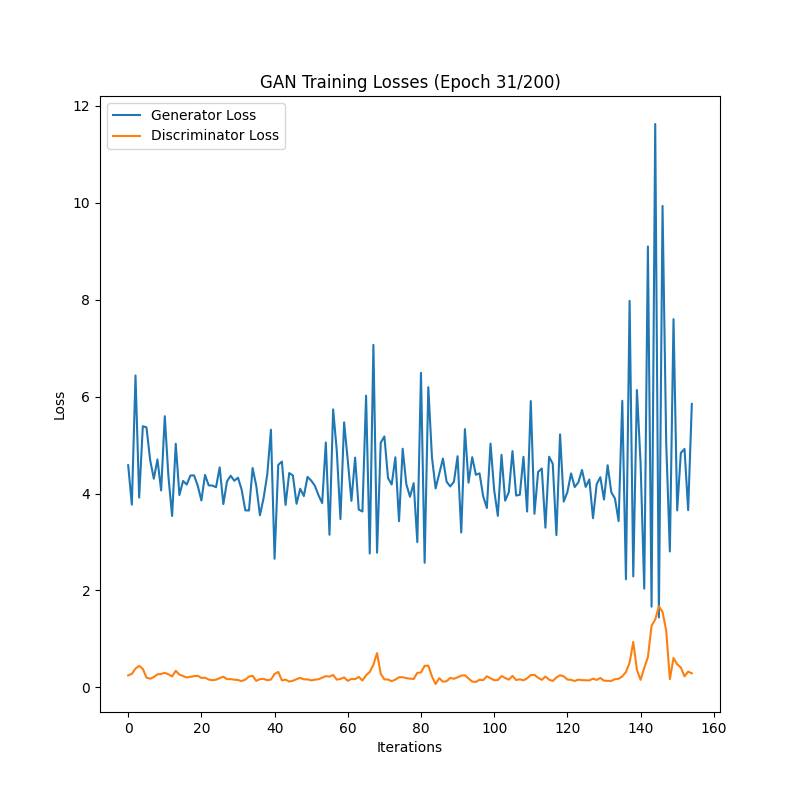 GAN Training Losses (Epoch 31/200)
Generator Loss
Discriminator Loss
12
10
8
6
4
2
0
Loss
0 20 40 60 80 100 120 140 160
Iterations